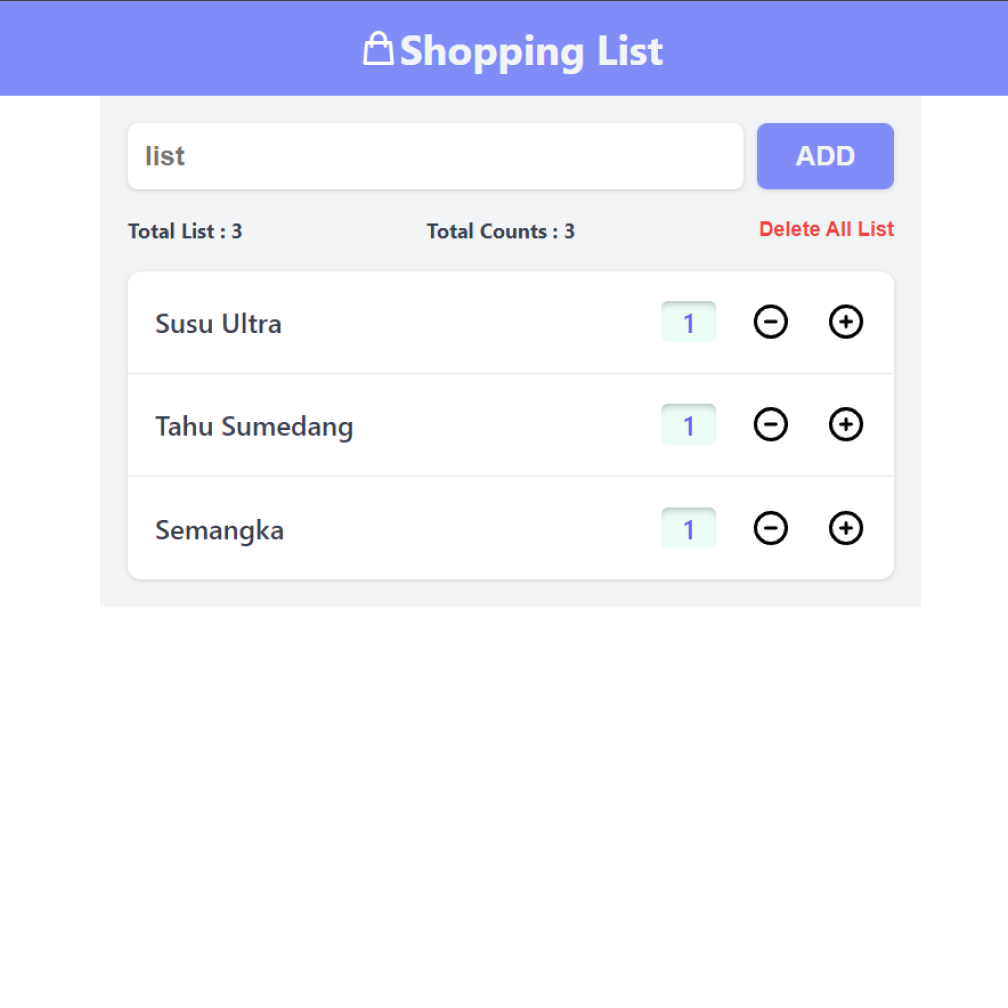 Shopping List
list
ADD
Total List : 3
Total Counts : 3
Delete All List
Susu Ultra
1
Tahu Sumedang
1
Semangka
1